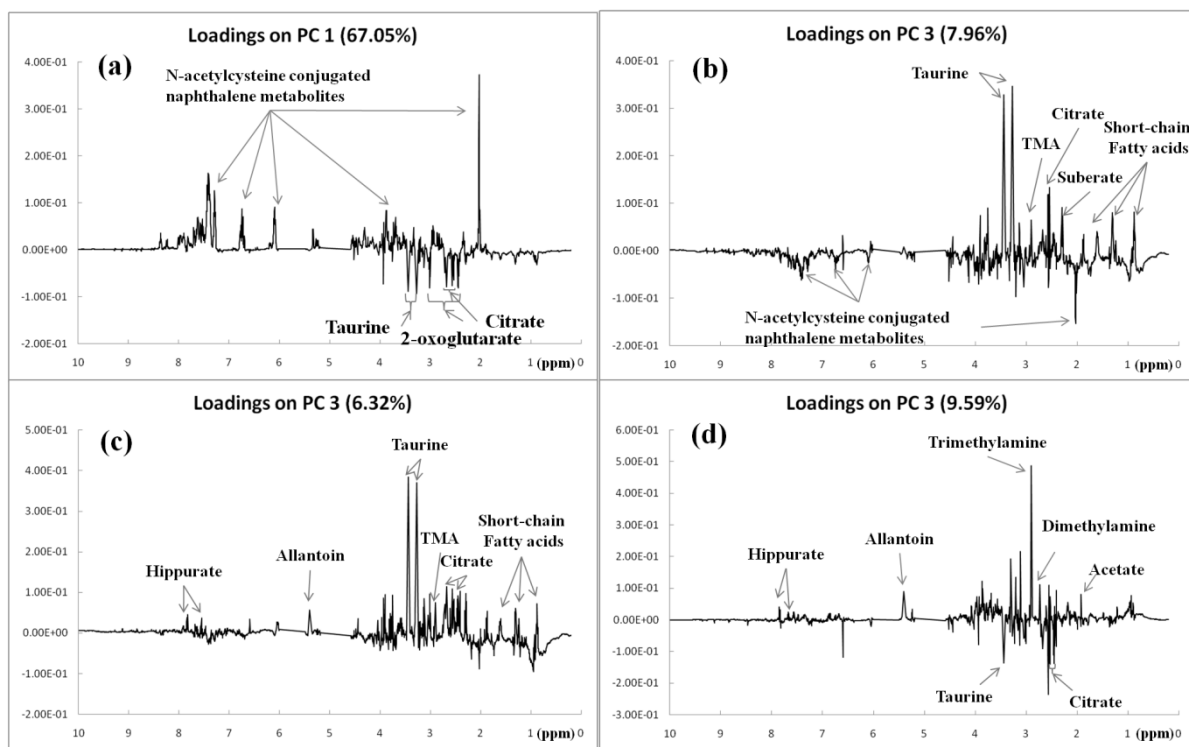 Loadings on PC 1 (67.05%)
(a)
N-acetylcysteine conjugated
naphthalene metabolites
4.00E-01
3.00E-01
2.00E-01
1.00E-01
0.00E+00
-1.00E-01
-2.00E-01
Taurine
Citrate
2-oxoglutarate
10 9 8 7 6 5 4 3 2 1 (ppm) 0
Loadings on PC 3 (7.96%)
(b)
Taurine
Citrate
TMA
Short-chain
Fatty acids
Suberate
4.00E-01
3.00E-01
2.00E-01
1.00E-01
0.00E+00
-1.00E-01
-2.00E-01
N-acetylcysteine conjugated
naphthalene metabolites
10 9 8 7 6 5 4 3 2 1 (ppm) 0
Loadings on PC 3 (6.32%)
(c)
Taurine
Short-chain
Fatty acids
TMA
Citrate
Allantoin
Hippurate
5.00E-01
4.00E-01
3.00E-01
2.00E-01
1.00E-01
0.00E+00
-1.00E-01
-2.00E-01
10 9 8 7 6 5 4 3 2 1 (ppm) 0
Loadings on PC 3 (9.59%)
(d)
Trimethylamine
Dimethylamine
Allantoin
Hippurate
Acetate
6.00E-01
5.00E-01
4.00E-01
3.00E-01
2.00E-01
1.00E-01
0.00E+00
-1.00E-01
-2.00E-01
-3.00E-01
Taurine
Citrate
10 9 8 7 6 5 4 3 2 1 (ppm) 0